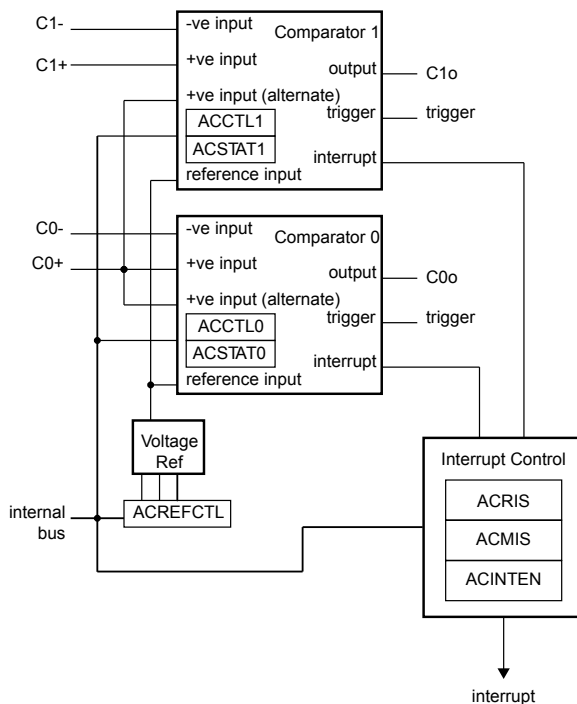 C1-
-ve input
Comparator 1
C1+
+ve input
output
C1o
+ve input (alternate)
trigger
trigger
ACCTL1
ACSTAT1
interrupt
reference input
C0-
-ve input
Comparator 0
C0+
+ve input
output
C0o
+ve input (alternate)
trigger
trigger
ACCTL0
ACSTAT0
interrupt
reference input
Voltage
Ref
Interrupt Control
internal
bus
ACREFCTL
ACRIS
ACMIS
ACINTEN
interrupt